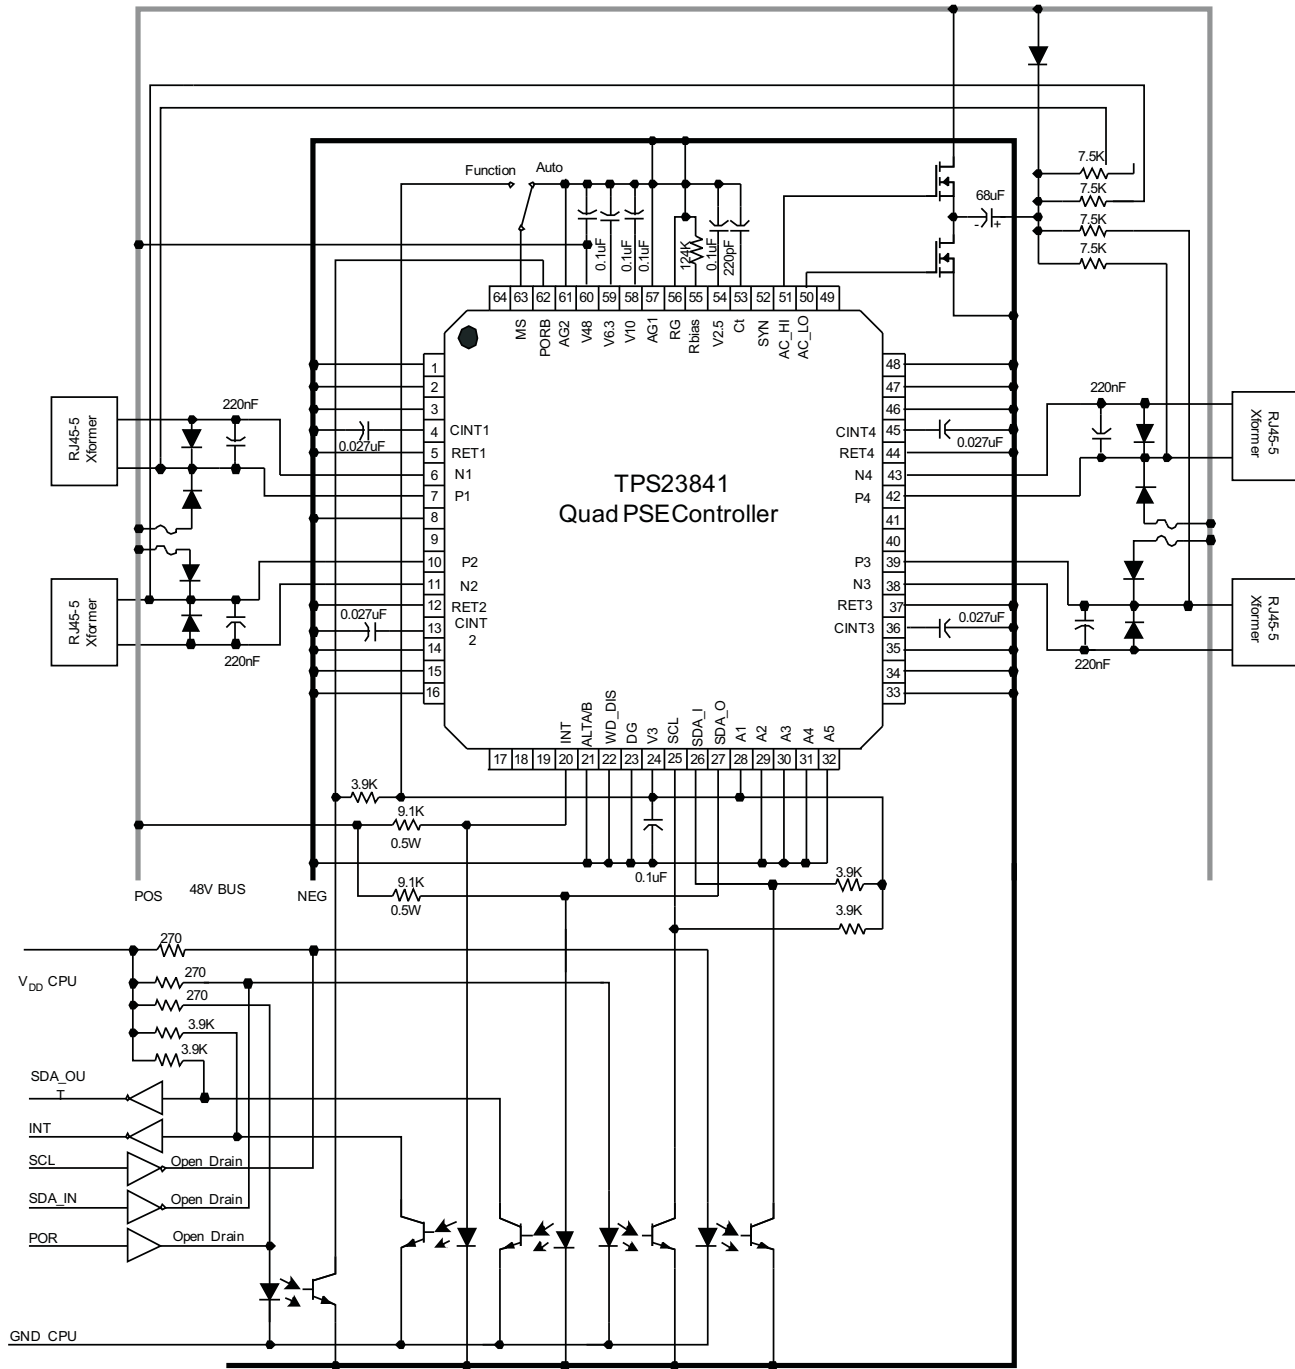 7.5K
7.5K
7.5K
7.5K
68uF
- +
Function
Auto
0.1uF
0.1uF
0.1uF
124K
0.1uF
220pF
64 63 62 61 60 59 58 57 56 55 54 53 52 51 50 49
MS
PORB
AG2
V48
V6.3
V10
AG1
RG
Rbias
V2.5
Ct
SYN
AC_HI
AC_LO
TPS23841
Quad PSE Controller
1
2
3
4 CINT1
5 RET1
6 N1
7 P1
8
9
10 P2
11 N2
12 RET2
13 CINT
2
14
15
16
48
47
46
CINT4 45
RET4 44
N4 43
P4 42
41
40
P3 39
N3 38
RET3 37
CINT3 36
35
34
33
RJ45-5
Xformer
220nF
0.027uF
RJ45-5
Xformer
220nF
0.027uF
RJ45-5
Xformer
220nF
0.027uF
RJ45-5
Xformer
220nF
0.027uF
INT
ALTA/B
WD_DIS
DG
V3
SCL
SDA_I
SDA_O
A1
A2
A3
A4
A5
17 18 19 20 21 22 23 24 25 26 27 28 29 30 31 32
3.9K
9.1K
0.5W
0.1uF
9.1K
0.5W
3.9K
3.9K
POS
48V BUS
NEG
VDD CPU
270
270
270
3.9K
3.9K
SDA_OU
T
INT
SCL
Open Drain
SDA_IN
Open Drain
POR
Open Drain
GND CPU